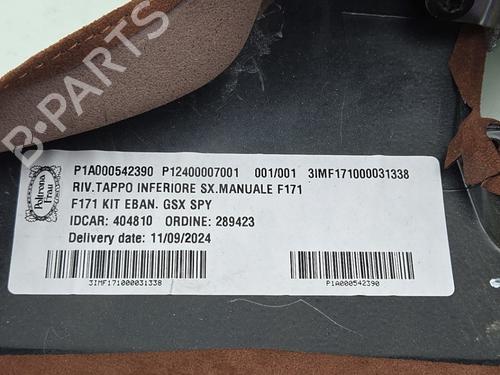 Poltrona
Frau
P1A000542390 P12400007001 001/001 3IMF171000031338
RIV.TAPPO INFERIORE SX.MANUALE F171
F171 KIT EBAN. GSX SPY
IDCAR: 404810 ORDINE: 289423
Delivery date: 11/09/2024
3IMF171000031338
P1A000542390
B-PARTS